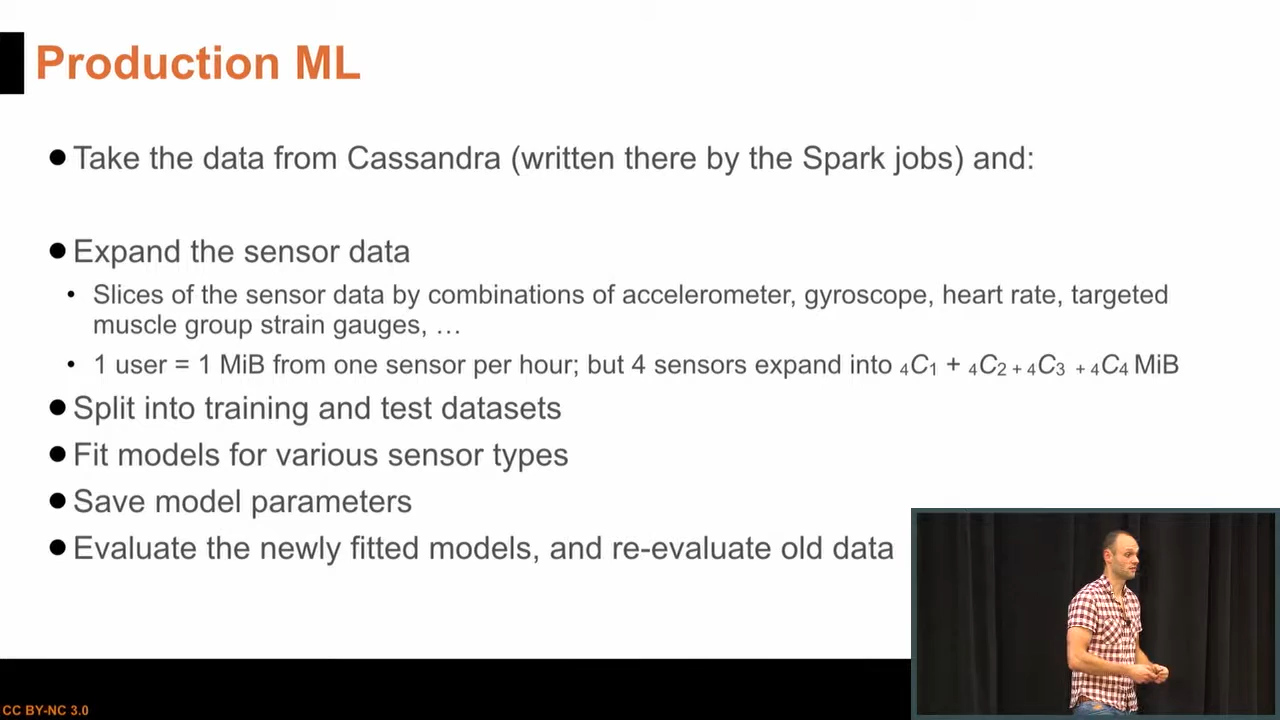 Production ML
● Take the data from Cassandra (written there by the Spark jobs) and:
● Expand the sensor data
• Slices of the sensor data by combinations of accelerometer, gyroscope, heart rate, targeted
muscle group strain gauges, …
• 1 user = 1 MiB from one sensor per hour; but 4 sensors expand into ₄C₁ + ₄C₂ + ₄C₃ + ₄C₄ MiB
● Split into training and test datasets
● Fit models for various sensor types
● Save model parameters
● Evaluate the newly fitted models, and re-evaluate old data
CC BY-NC 3.0